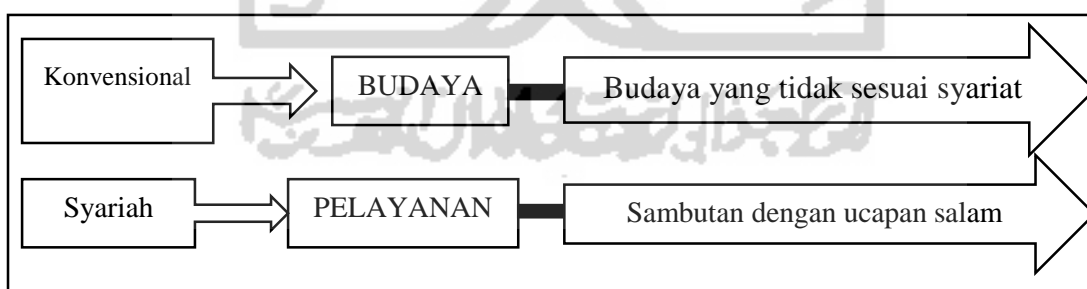 Konvensional BUDAYA Budaya yang tidak sesuai syariat
Syariah PELAYANAN Sambutan dengan ucapan salam